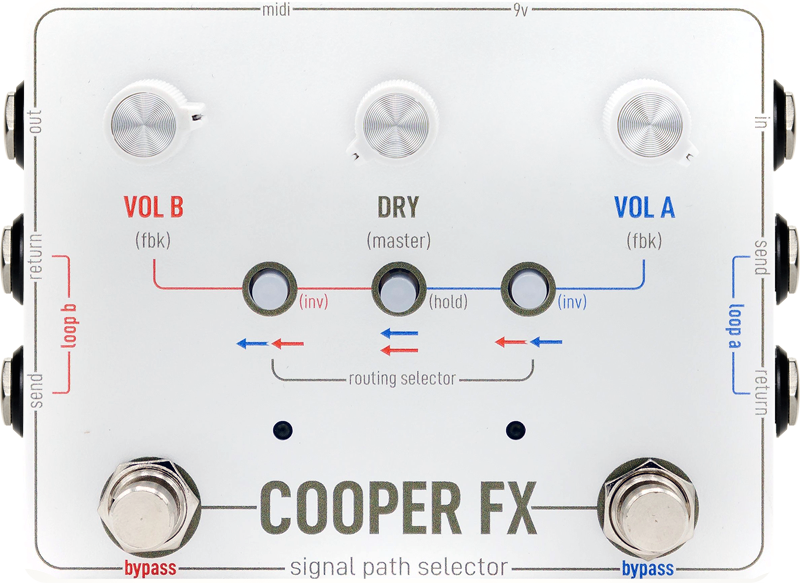 midi
9v
out
in
VOL B
DRY
VOL A
(fbk)
(master)
(fbk)
return
send
(inv)
(hold)
(inv)
loop b
loop a
routing selector
send
return
COOPER FX
bypass
signal path selector
bypass